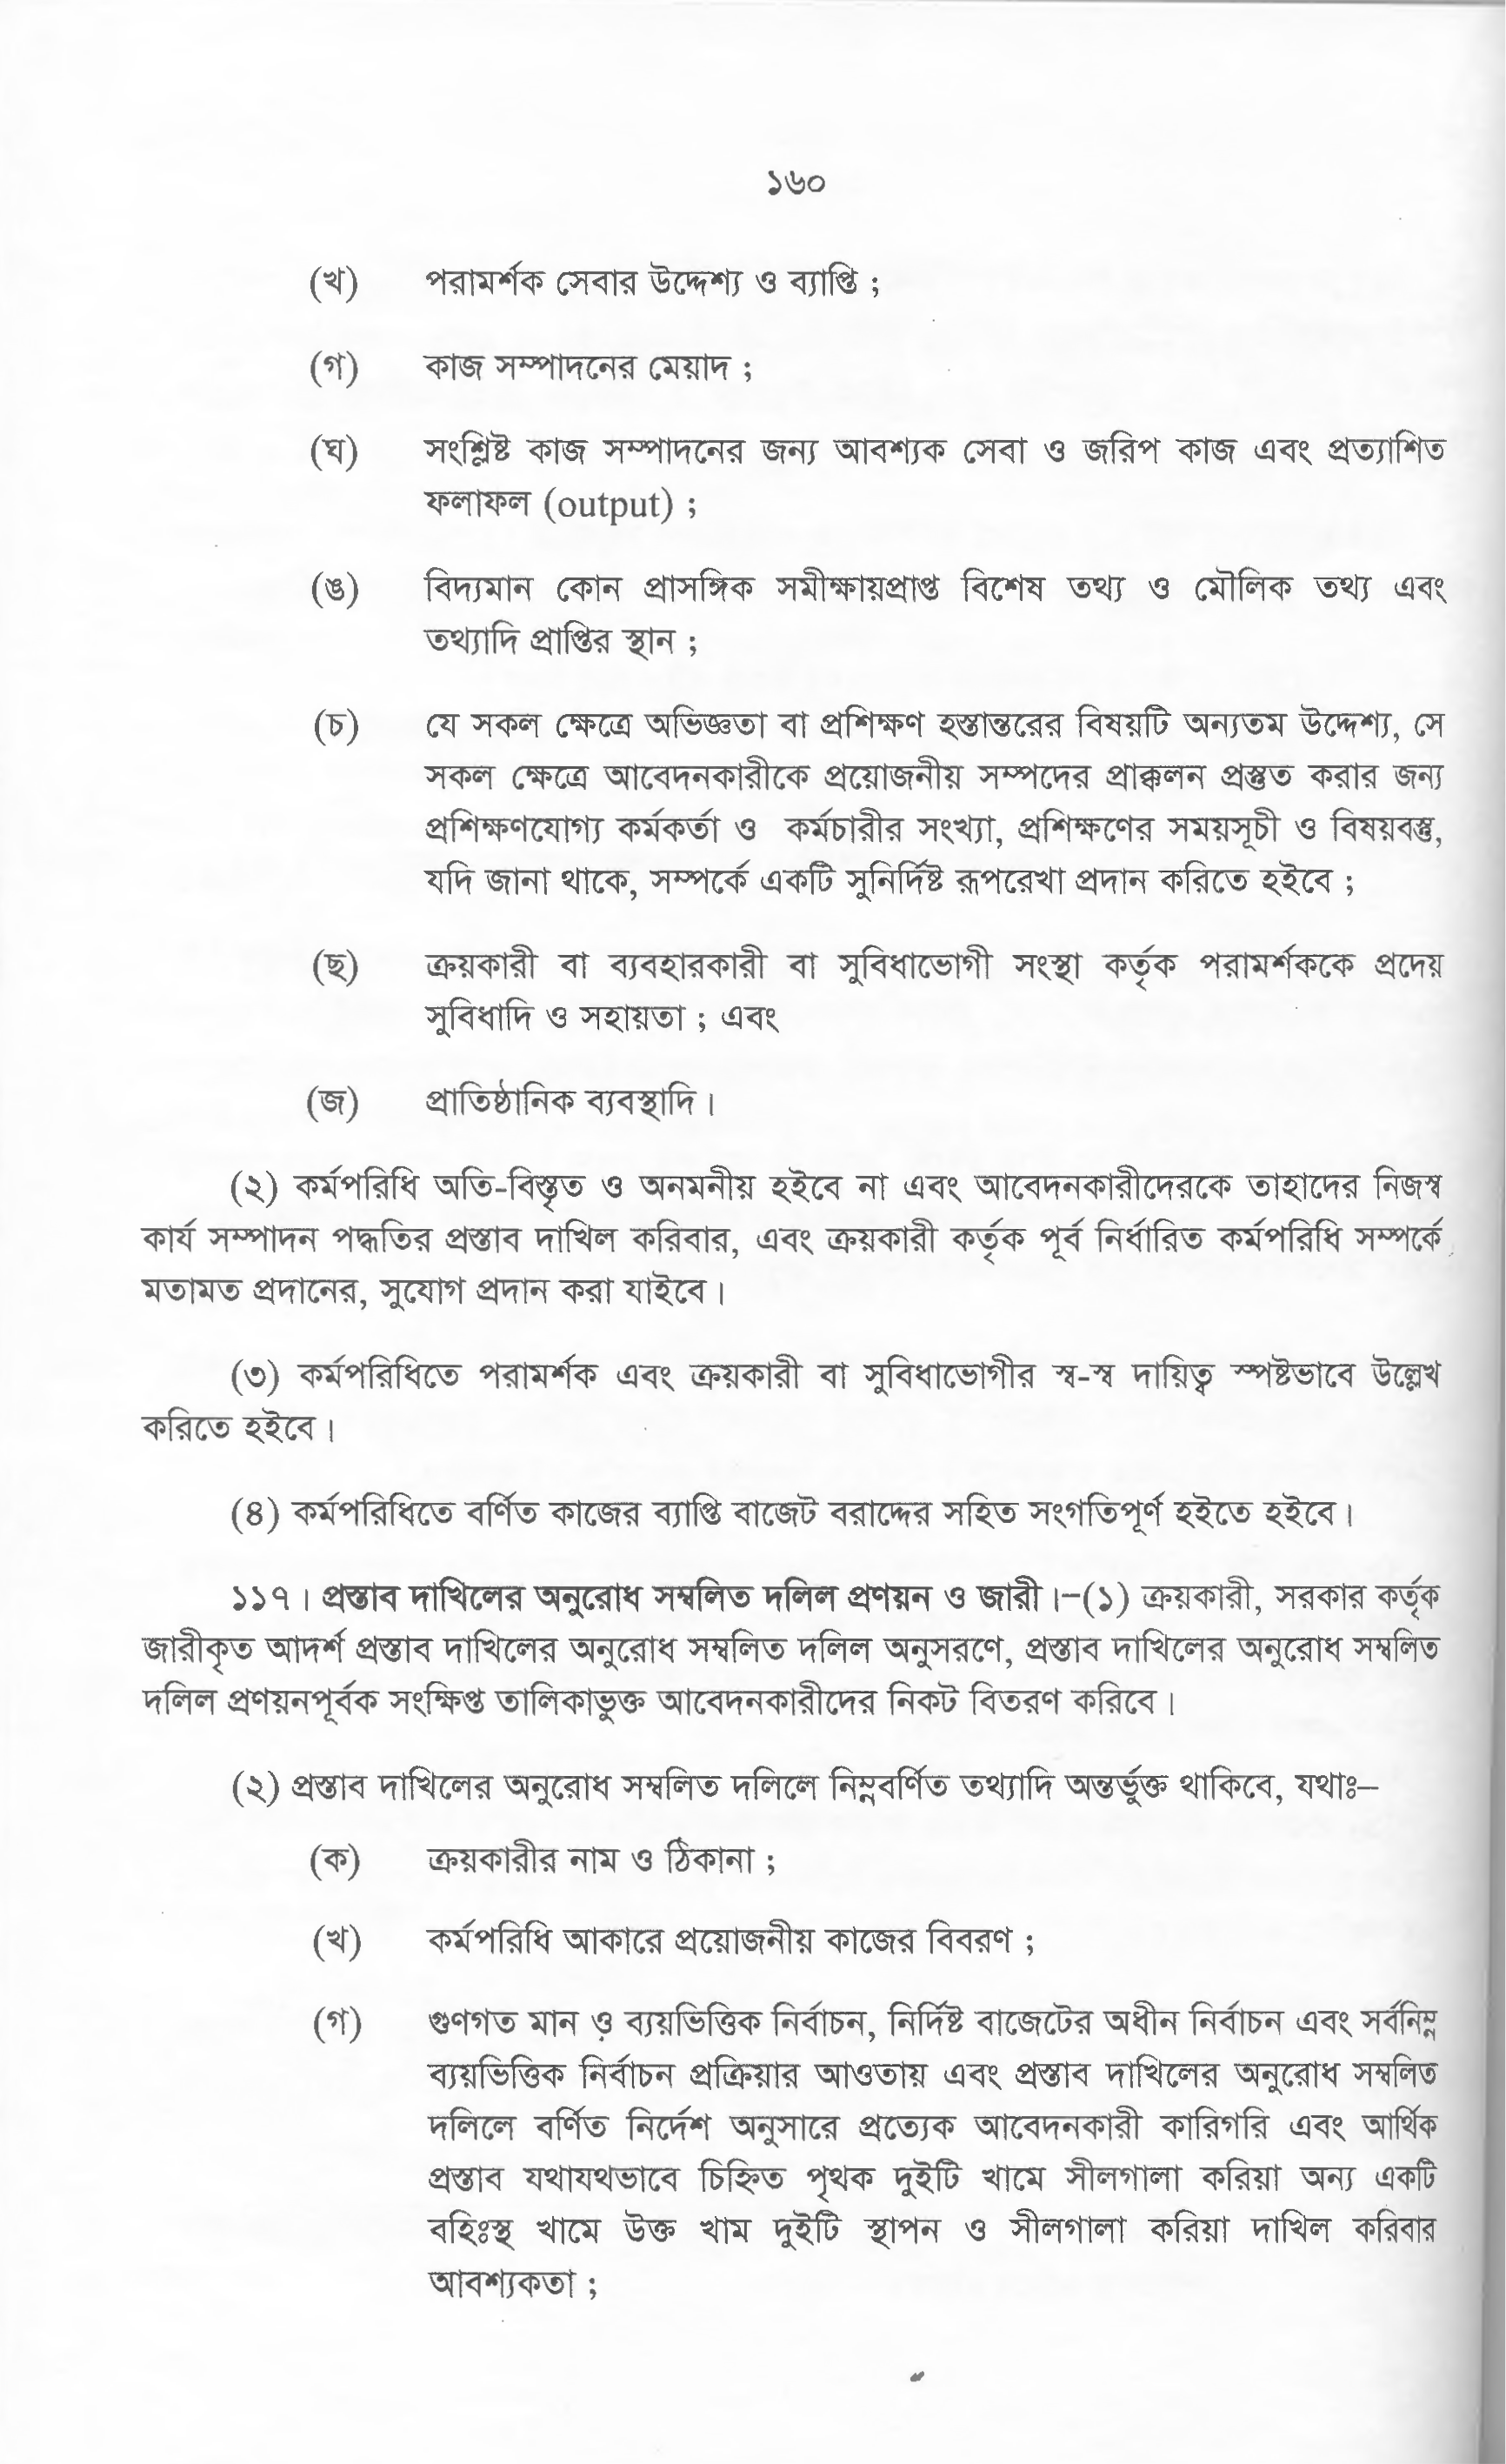 ১৬০
(খ) পরামর্শক সেবার উদ্দেশ্য ও ব্যাপ্তি ;
(গ) কাজ সম্পাদনের মেয়াদ ;
(ঘ) সংশ্লিষ্ট কাজ সম্পাদনের জন্য আবশ্যক সেবা ও জরিপ কাজ এবং প্রত্যাশিত
ফলাফল (output) ;
(ঙ) বিদ্যমান কোন প্রাসঙ্গিক সমীক্ষায়প্রাপ্ত বিশেষ তথ্য ও মৌলিক তথ্য এবং
তথ্যাদি প্রাপ্তির স্থান ;
(চ) যে সকল ক্ষেত্রে অভিজ্ঞতা বা প্রশিক্ষণ হস্তান্তরের বিষয়টি অন্যতম উদ্দেশ্য, সে
সকল ক্ষেত্রে আবেদনকারীকে প্রয়োজনীয় সম্পদের প্রাক্কলন প্রস্তুত করার জন্য
প্রশিক্ষণযোগ্য কর্মকর্তা ও কর্মচারীর সংখ্যা, প্রশিক্ষণের সময়সূচী ও বিষয়বস্তু,
যদি জানা থাকে, সম্পর্কে একটি সুনির্দিষ্ট রূপরেখা প্রদান করিতে হইবে ;
(ছ) ক্রয়কারী বা ব্যবহারকারী বা সুবিধাভোগী সংস্থা কর্তৃক পরামর্শককে প্রদেয়
সুবিধাদি ও সহায়তা ; এবং
(জ) প্রাতিষ্ঠানিক ব্যবস্থাদি।
(২) কর্মপরিধি অতি-বিস্তৃত ও অনমনীয় হইবে না এবং আবেদনকারীদেরকে তাহাদের নিজস্ব
কার্য সম্পাদন পদ্ধতির প্রস্তাব দাখিল করিবার, এবং ক্রয়কারী কর্তৃক পূর্ব নির্ধারিত কর্মপরিধি সম্পর্কে
মতামত প্রদানের, সুযোগ প্রদান করা যাইবে।
(৩) কর্মপরিধিতে পরামর্শক এবং ক্রয়কারী বা সুবিধাভোগীর স্ব-স্ব দায়িত্ব স্পষ্টভাবে উল্লেখ
করিতে হইবে।
(৪) কর্মপরিধিতে বর্ণিত কাজের ব্যাপ্তি বাজেট বরাদ্দের সহিত সংগতিপূর্ণ হইতে হইবে।
১১৭। প্রস্তাব দাখিলের অনুরোধ সম্বলিত দলিল প্রণয়ন ও জারী।-(১) ক্রয়কারী, সরকার কর্তৃক
জারীকৃত আদর্শ প্রস্তাব দাখিলের অনুরোধ সম্বলিত দলিল অনুসরণে, প্রস্তাব দাখিলের অনুরোধ সম্বলিত
দলিল প্রণয়নপূর্বক সংক্ষিপ্ত তালিকাভুক্ত আবেদনকারীদের নিকট বিতরণ করিবে।
(২) প্রস্তাব দাখিলের অনুরোধ সম্বলিত দলিলে নিম্নবর্ণিত তথ্যাদি অন্তর্ভুক্ত থাকিবে, যথাঃ-
(ক) ক্রয়কারীর নাম ও ঠিকানা ;
(খ) কর্মপরিধি আকারে প্রয়োজনীয় কাজের বিবরণ ;
(গ) গুণগত মান ও ব্যয়ভিত্তিক নির্বাচন, নির্দিষ্ট বাজেটের অধীন নির্বাচন এবং সর্বনিম্ন
ব্যয়ভিত্তিক নির্বাচন প্রক্রিয়ার আওতায় এবং প্রস্তাব দাখিলের অনুরোধ সম্বলিত
দলিলে বর্ণিত নির্দেশ অনুসারে প্রত্যেক আবেদনকারী কারিগরি এবং আর্থিক
প্রস্তাব যথাযথভাবে চিহ্নিত পৃথক দুইটি খামে সীলগালা করিয়া অন্য একটি
বহিঃস্থ খামে উক্ত খাম দুইটি স্থাপন ও সীলগালা করিয়া দাখিল করিবার
আবশ্যকতা ;